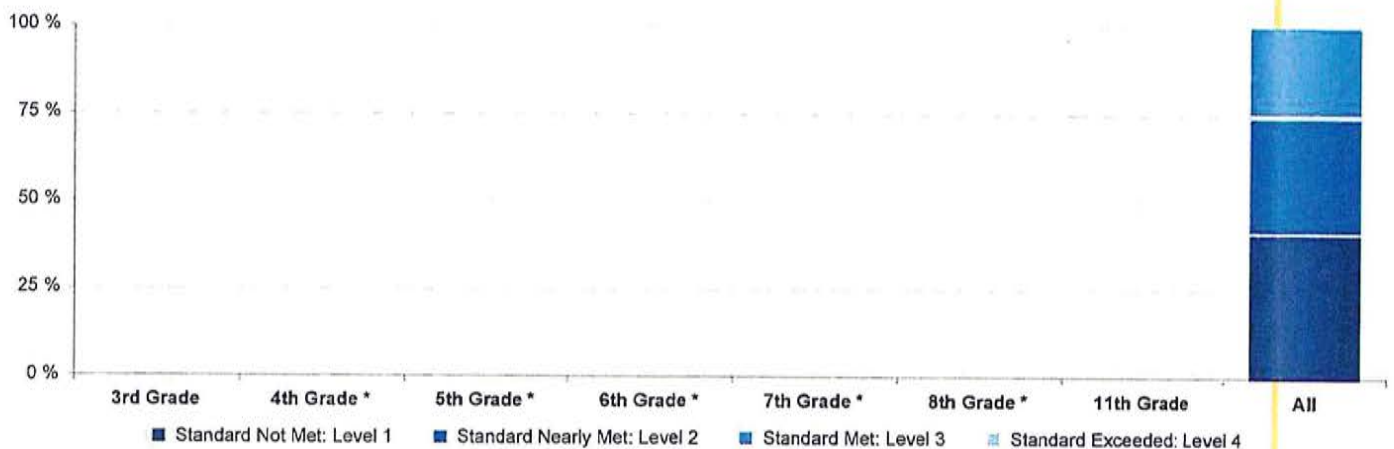 100 %
75 %
50 %
25 %
0 %
3rd Grade 4th Grade * 5th Grade * 6th Grade * 7th Grade * 8th Grade * 11th Grade All
Standard Not Met: Level 1 Standard Nearly Met: Level 2 Standard Met: Level 3 Standard Exceeded: Level 4